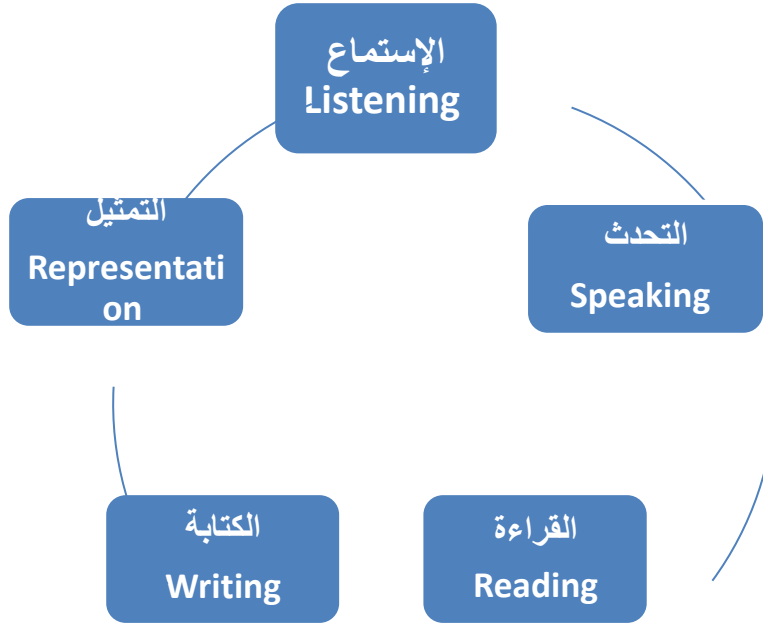 الإستماع
Listening
التحدث
Speaking
القراءة
Reading
الكتابة
Writing
التمثيل
Representati
on